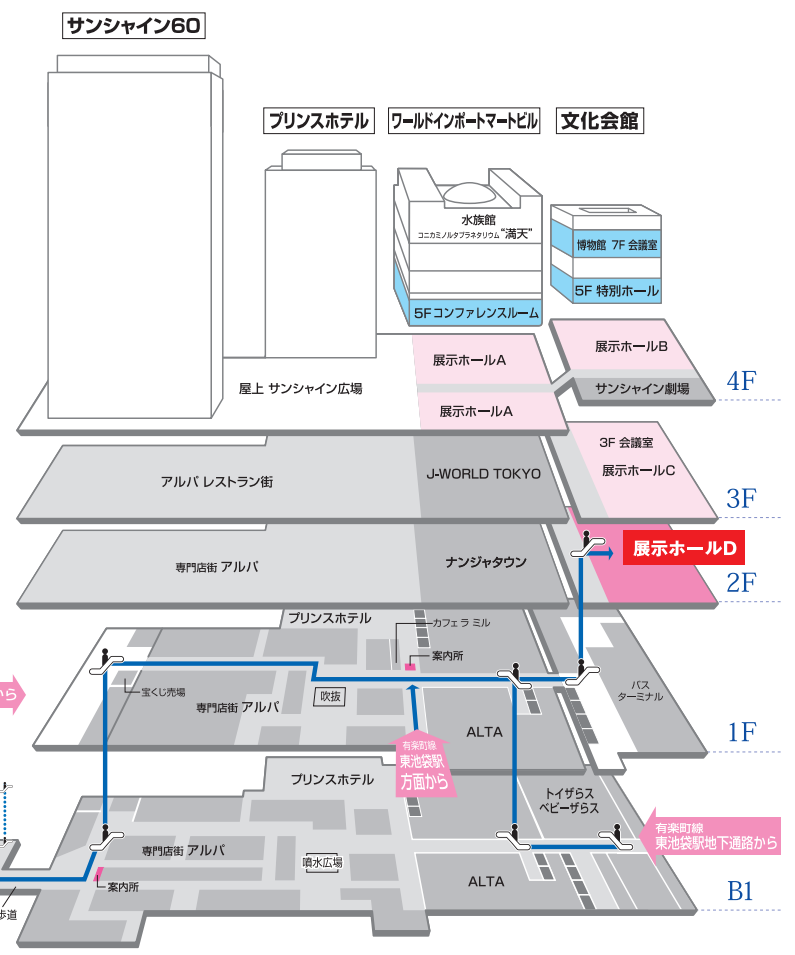 サンシャイン60
プリンスホテル
ワールドインポートマートビル
文化会館
水族館
コニカミノルタプラネタリウム “満天”
博物館 7F 会議室
5F 特別ホール
5F コンファレンスルーム
展示ホールA
展示ホールB
屋上 サンシャイン広場
サンシャイン劇場
4F
展示ホールA
3F 会議室
アルパ レストラン街
J-WORLD TOKYO
展示ホールC
3F
展示ホールD
専門店街 アルパ
ナンジャタウン
2F
プリンスホテル
カフェ ラ ミル
案内所
から
宝くじ売場
吹抜
専門店街 アルパ
バス
ターミナル
ALTA
1F
有楽町線
東池袋駅
方面から
プリンスホテル
トイザらス
ベビーザらス
有楽町線
東池袋駅地下通路から
専門店街 アルパ
噴水広場
案内所
ALTA
B1
歩道